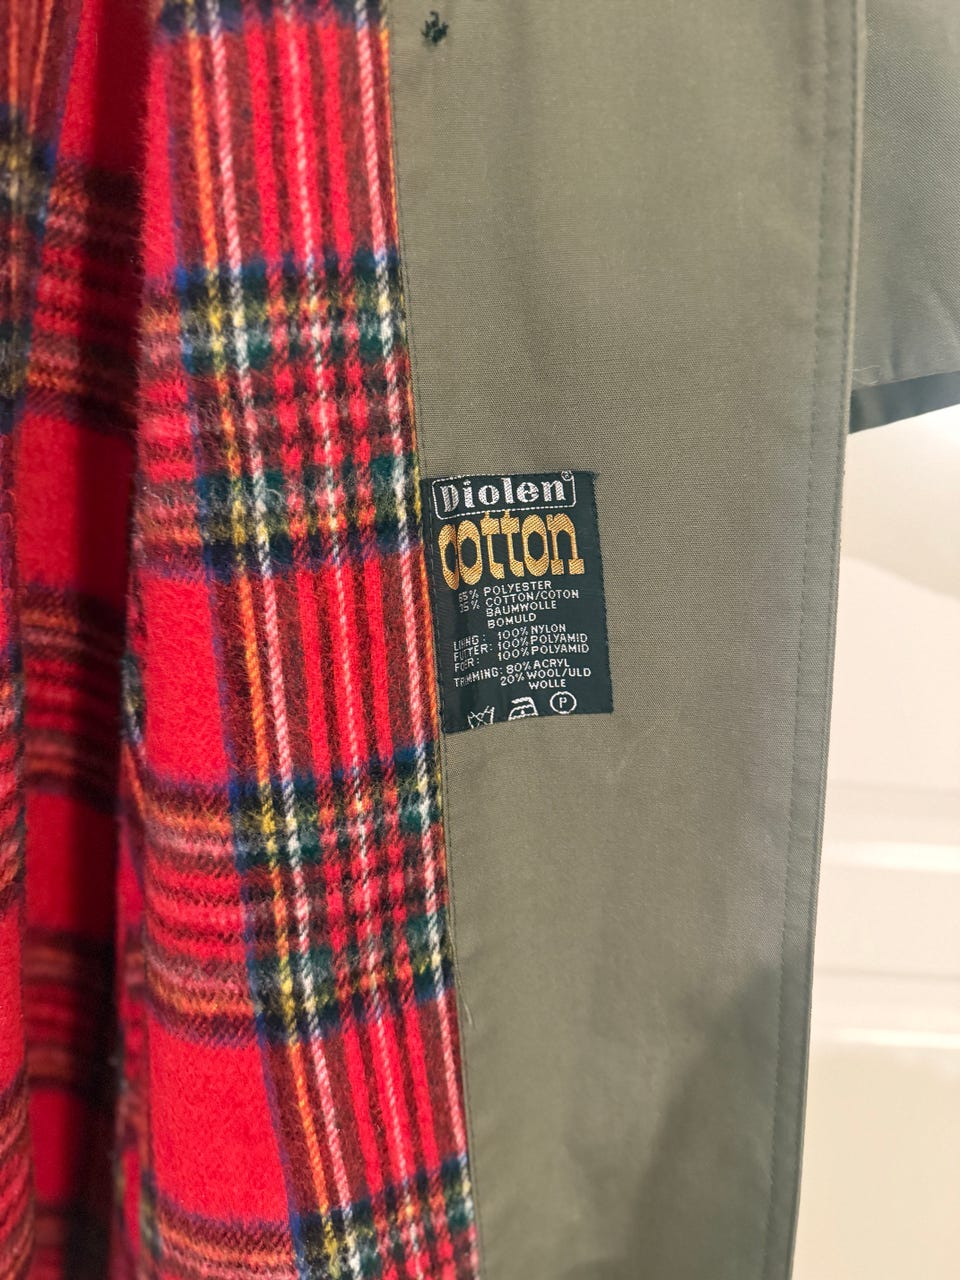 Diolen®
cotton
65% POLYESTER
35% COTTON/COTON
BAUMWOLLE
BOMULD
LINING: 100% NYLON
FUTTER: 100% POLYAMID
FOER: 100% POLYAMID
TRIMMING: 80% ACRYL
20% WOOL/ULD
WOLLE
P